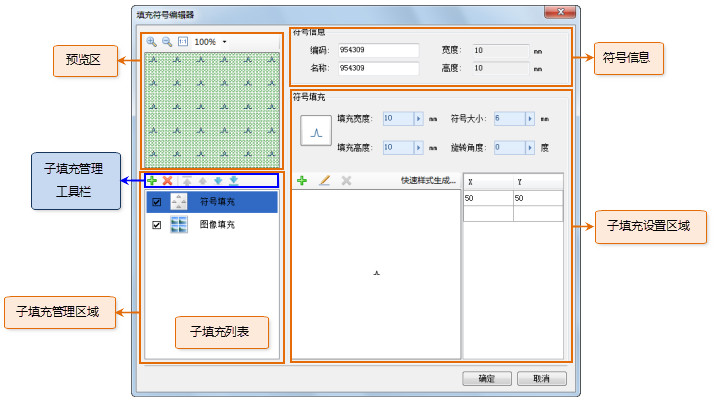 填充符号编辑器
100%
符号信息
编码: 954309 宽度: 10 mm
名称: 954309 高度: 10 mm
符号填充
填充宽度: 10 mm 符号大小: 6 mm
填充高度: 10 mm 旋转角度: 0 度
快速样式生成...
X Y
50 50
符号填充
图像填充
子填充列表
确定 取消
预览区
子填充管理
工具栏
子填充管理区域
符号信息
子填充设置区域